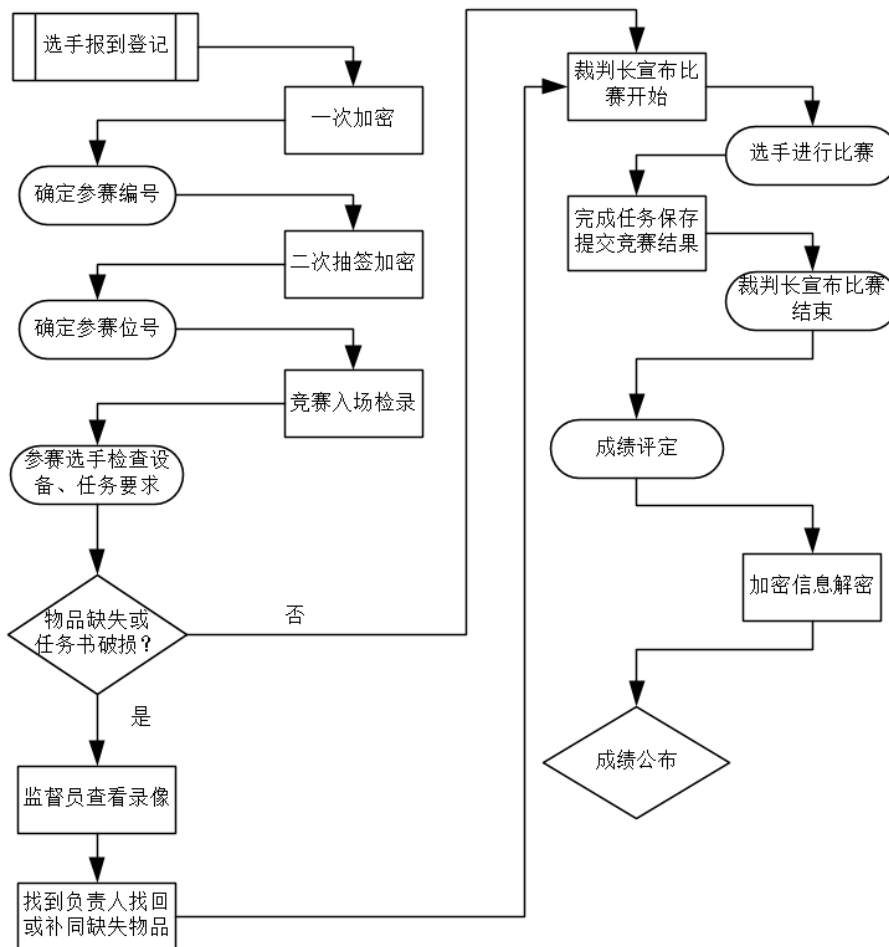 选手报到登记
一次加密
确定参赛编号
二次抽签加密
确定参赛位号
竞赛入场检录
参赛选手检查设
备、任务要求
物品缺失或
任务书破损？
否
是
监督员查看录像
找到负责人找回
或补同缺失物品
裁判长宣布比
赛开始
选手进行比赛
完成任务保存
提交竞赛结果
裁判长宣布比赛
结束
成绩评定
加密信息解密
成绩公布